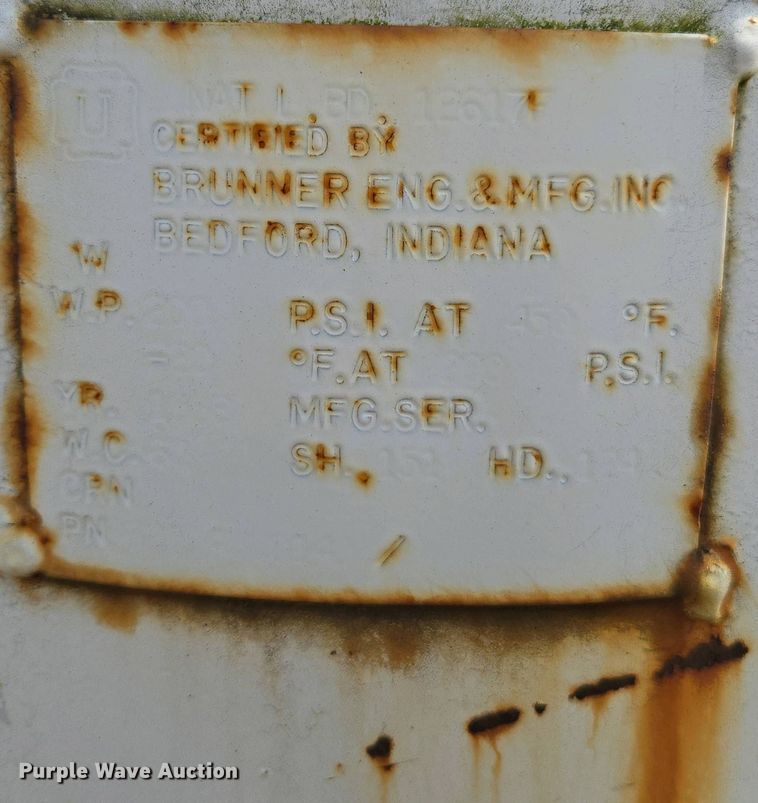 U NAT'L. BD.
CERTIFIED BY
BRUNNER ENG. & MFG. INC.
BEDFORD, INDIANA
W
W.P. P.S.I. AT °F.
°F. AT P.S.I.
YR. MFG. SER.
W.C. SH. .151 HD.
CRN
PN
Purple Wave Auction